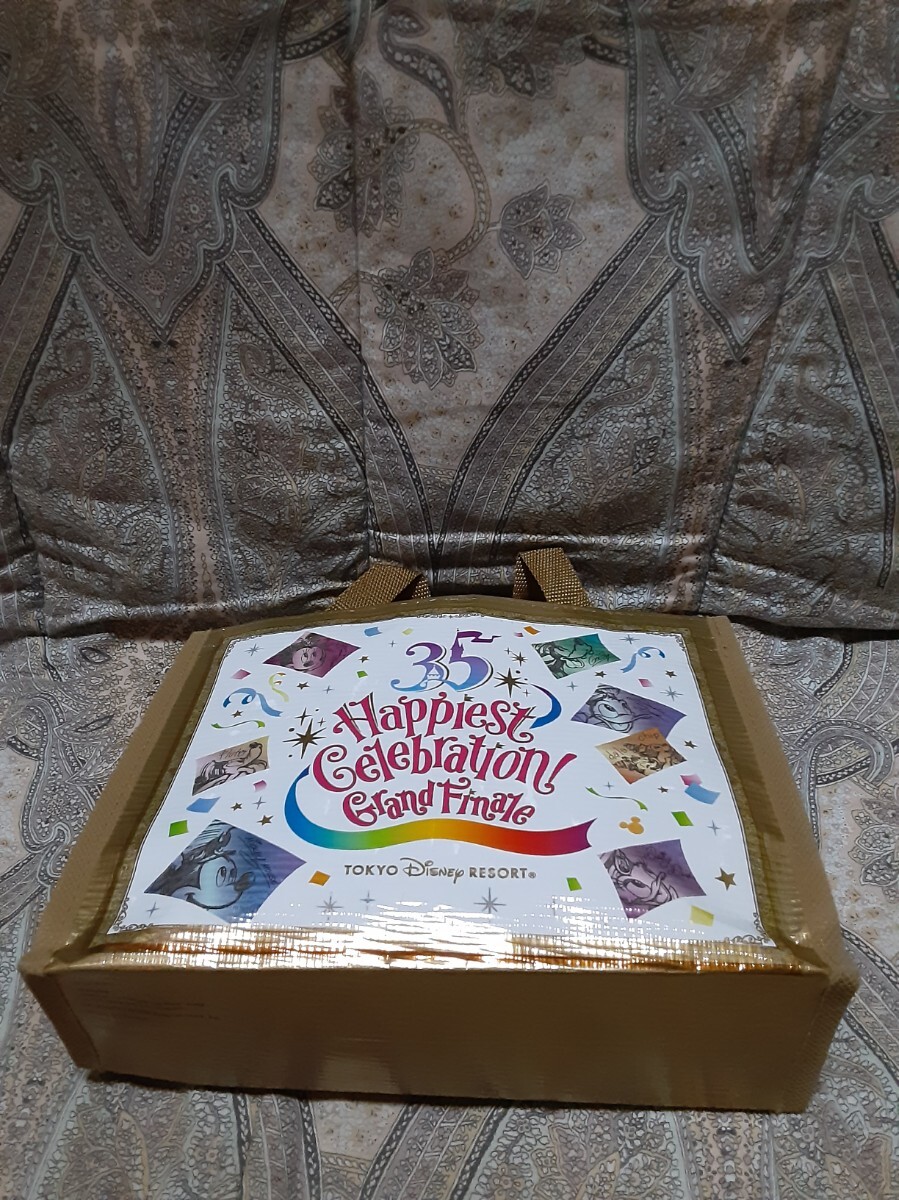 35
Happiest
Celebration!
Grand Finale
TOKYO Disney RESORT®